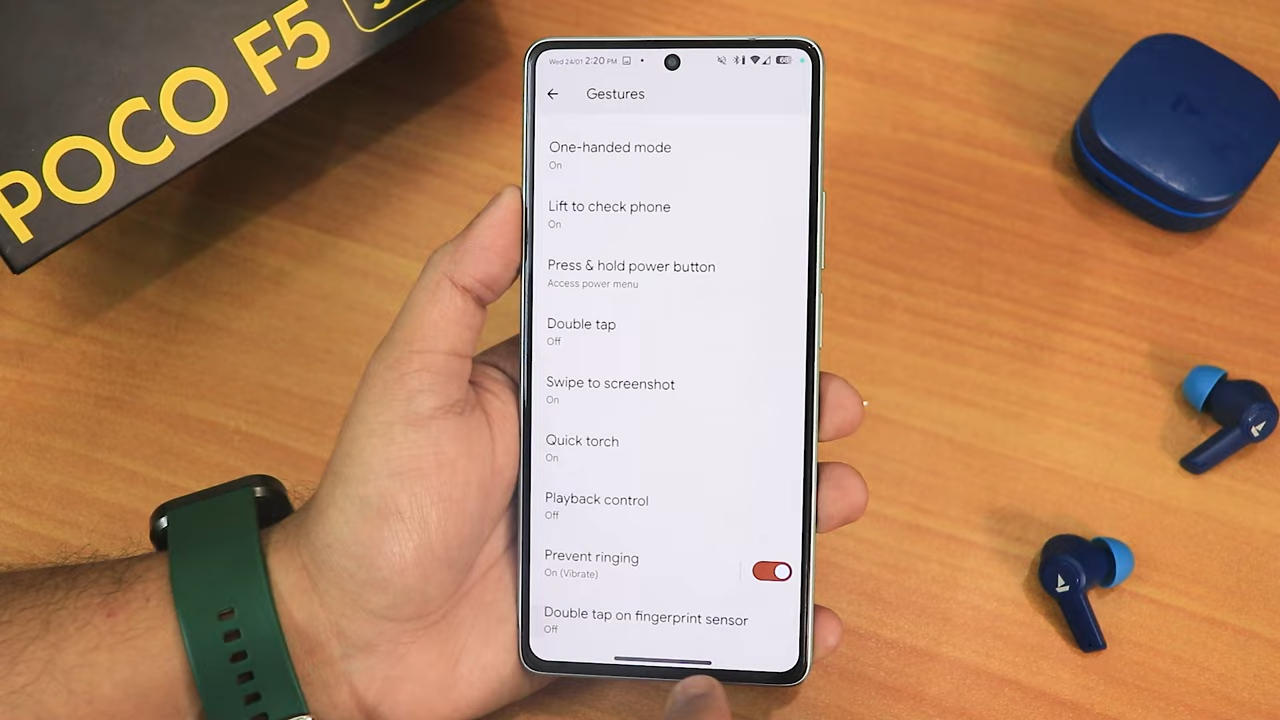 POCO F5
Wed 24/01 2:20 PM
68
Gestures
One-handed mode
On
Lift to check phone
On
Press & hold power button
Access power menu
Double tap
Off
Swipe to screenshot
On
Quick torch
On
Playback control
Off
Prevent ringing
On (Vibrate)
Double tap on fingerprint sensor
Off